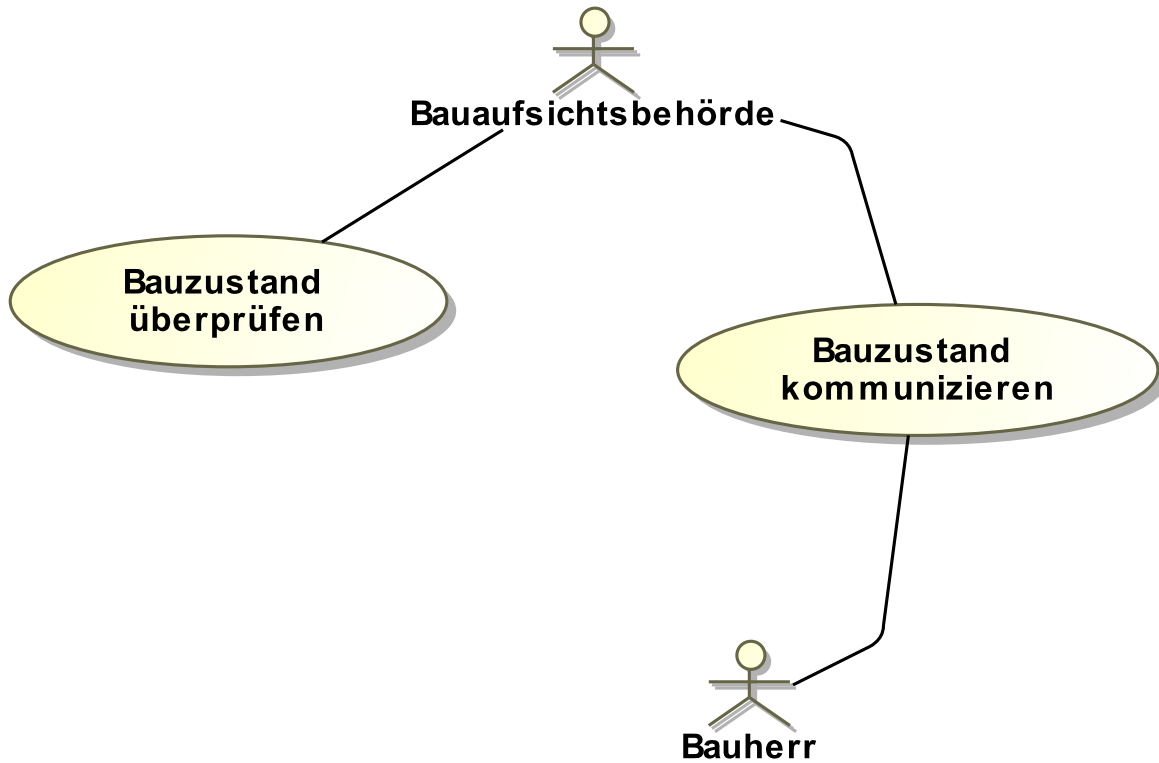 Bauaufsichtsbehörde
Bauzustand
überprüfen
Bauzustand
kommunizieren
Bauherr